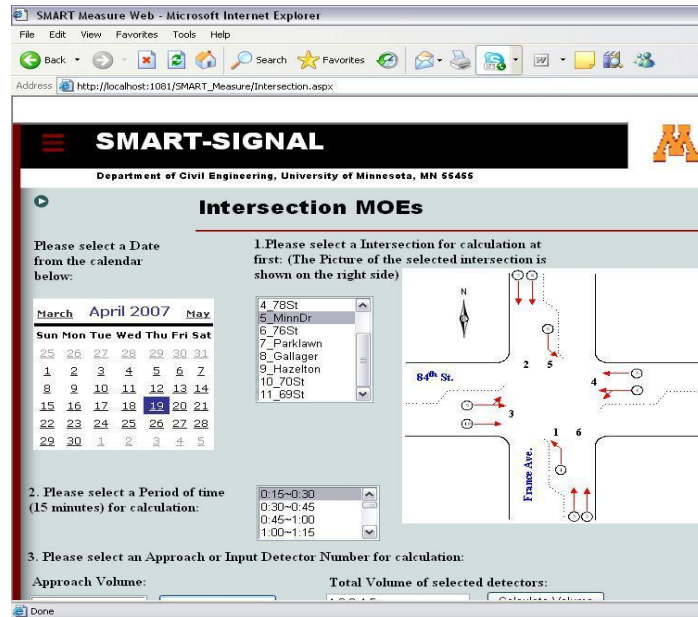 SMART Measure Web - Microsoft Internet Explorer
File Edit View Favorites Tools Help
Back Search Favorites
Address http://localhost:1081/SMART_Measure/Intersection.aspx
SMART-SIGNAL
Department of Civil Engineering, University of Minnesota, MN 55455
Intersection MOEs
Please select a Date
from the calendar
below:
March April 2007 May
Sun Mon Tue Wed Thu Fri Sat
25 26 27 28 29 30 31
1 2 3 4 5 6 7
8 9 10 11 12 13 14
15 16 17 18 19 20 21
22 23 24 25 26 27 28
29 30 1 2 3 4 5
1.Please select a Intersection for calculation at
first: (The Picture of the selected intersection is
shown on the right side)
4_78St
5_MinnDr
6_76St
7_Parklawn
8_Gallager
9_Hazelton
10_70St
11_69St
N
84th St.
2 5
4
3
1 6
France Ave.
2. Please select a Period of time
(15 minutes) for calculation:
0:15~0:30
0:30~0:45
0:45~1:00
1:00~1:15
3. Please select an Approach or Input Detector Number for calculation:
Approach Volume:
Total Volume of selected detectors:
Calculate Volume
Done